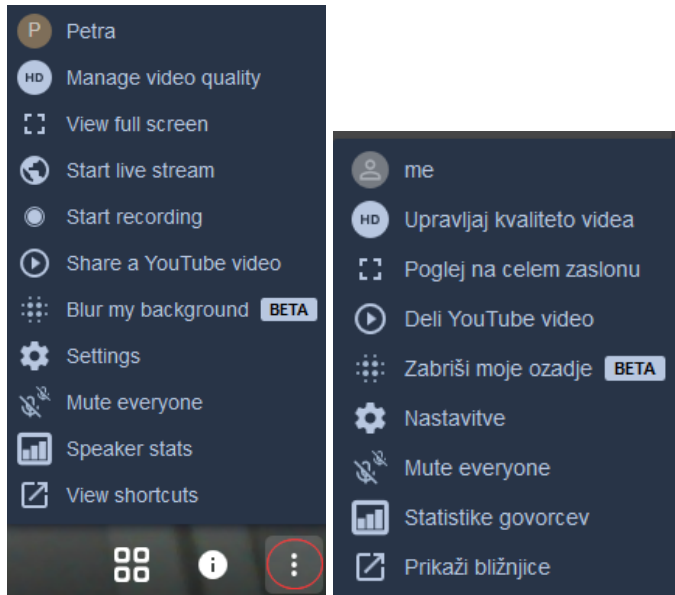 P Petra
HD Manage video quality
View full screen
Start live stream
Start recording
Share a YouTube video
Blur my background BETA
Settings
Mute everyone
Speaker stats
View shortcuts
i
me
HD Upravljaj kvaliteto videa
Poglej na celem zaslonu
Deli YouTube video
Zabriši moje ozadje BETA
Nastavitve
Mute everyone
Statistike govorcev
Prikaži bližnjice